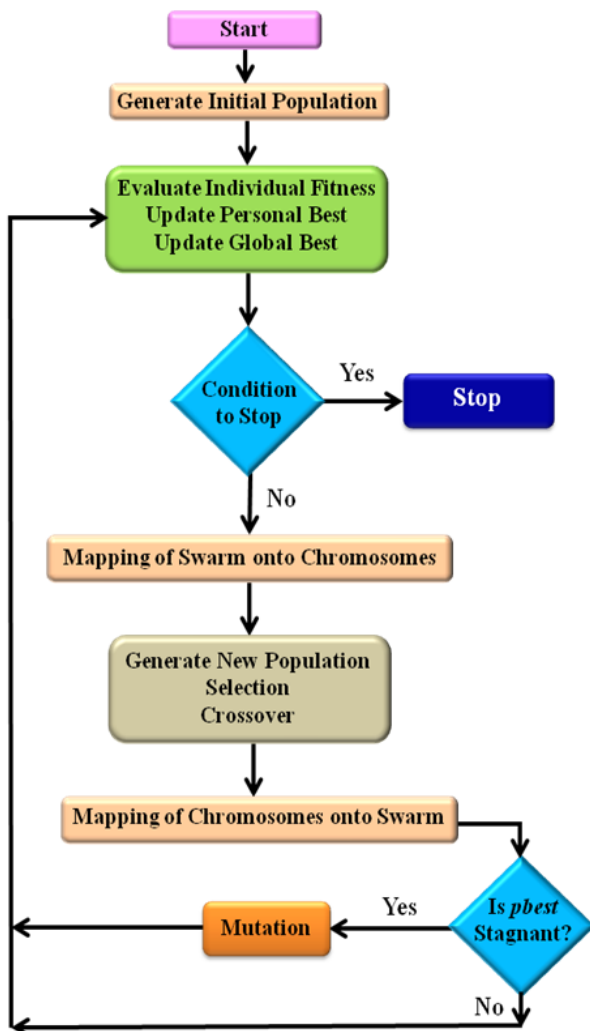 Start
Generate Initial Population
Evaluate Individual Fitness
Update Personal Best
Update Global Best
Condition
to Stop
Yes
Stop
No
Mapping of Swarm onto Chromosomes
Generate New Population
Selection
Crossover
Mapping of Chromosomes onto Swarm
Is pbest
Stagnant?
Yes
Mutation
No